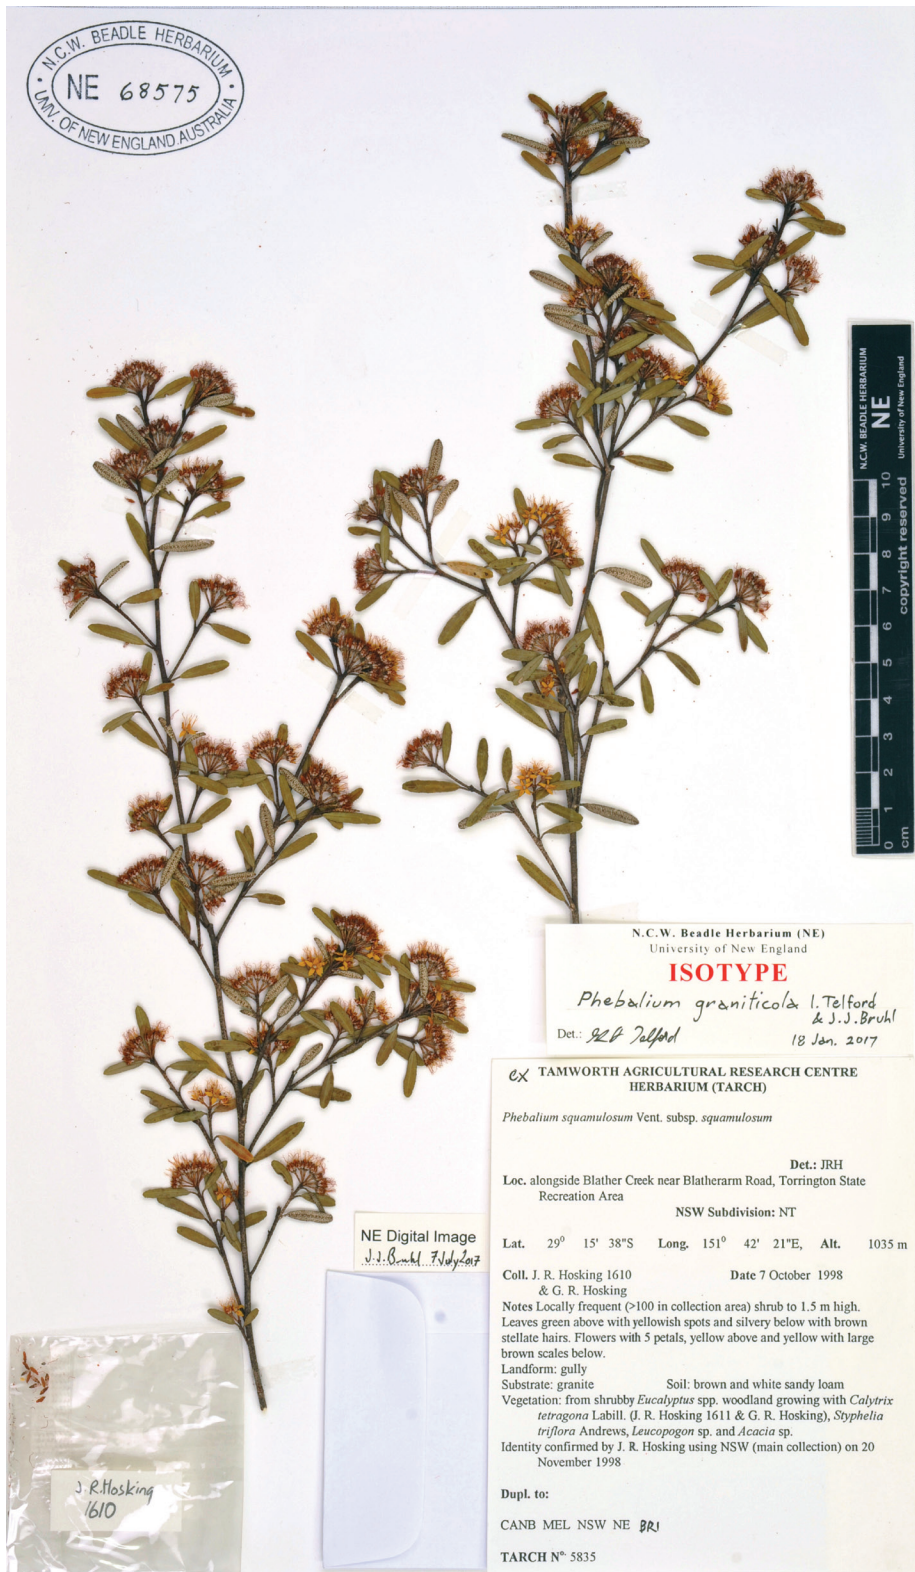 N.C.W. BEADLE HERBARIUM
NE 68575
UNIV. OF NEW ENGLAND. AUSTRALIA
N.C.W. BEADLE HERBARIUM
NE
University of New England
copyright reserved
10
9
8
7
6
5
4
3
2
1
0
cm
N.C.W. Beadle Herbarium (NE)
University of New England
ISOTYPE
Phebalium graniticola I. Telford
& J.J. Bruhl
Det.: Telford
18 Jan. 2017
ex TAMWORTH AGRICULTURAL RESEARCH CENTRE
HERBARIUM (TARCH)
Phebalium squamulosum Vent. subsp. squamulosum
Det.: JRH
Loc. alongside Blather Creek near Blatherarm Road, Torrington State
Recreation Area
NSW Subdivision: NT
Lat. 29⁰ 15' 38"S Long. 151⁰ 42' 21"E, Alt. 1035 m
Coll. J. R. Hosking 1610 Date 7 October 1998
& G. R. Hosking
Notes Locally frequent (>100 in collection area) shrub to 1.5 m high.
Leaves green above with yellowish spots and silvery below with brown
stellate hairs. Flowers with 5 petals, yellow above and yellow with large
brown scales below.
Landform: gully
Substrate: granite Soil: brown and white sandy loam
Vegetation: from shrubby Eucalyptus spp. woodland growing with Calytrix
tetragona Labill. (J. R. Hosking 1611 & G. R. Hosking), Styphelia
triflora Andrews, Leucopogon sp. and Acacia sp.
Identity confirmed by J. R. Hosking using NSW (main collection) on 20
November 1998
Dupl. to:
CANB MEL NSW NE BRI
TARCH Nº 5835
NE Digital Image
J.J. Bruhl 7 July 2017
J.R. Hosking
1610